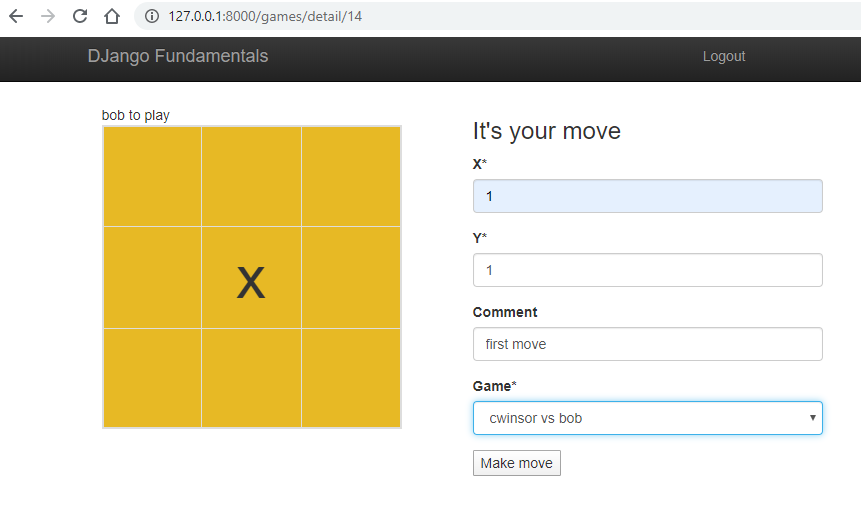 127.0.0.1:8000/games/detail/14
DJango Fundamentals
Logout
bob to play
X
It's your move
X*
1
Y*
1
Comment
first move
Game*
cwinsor vs bob
Make move